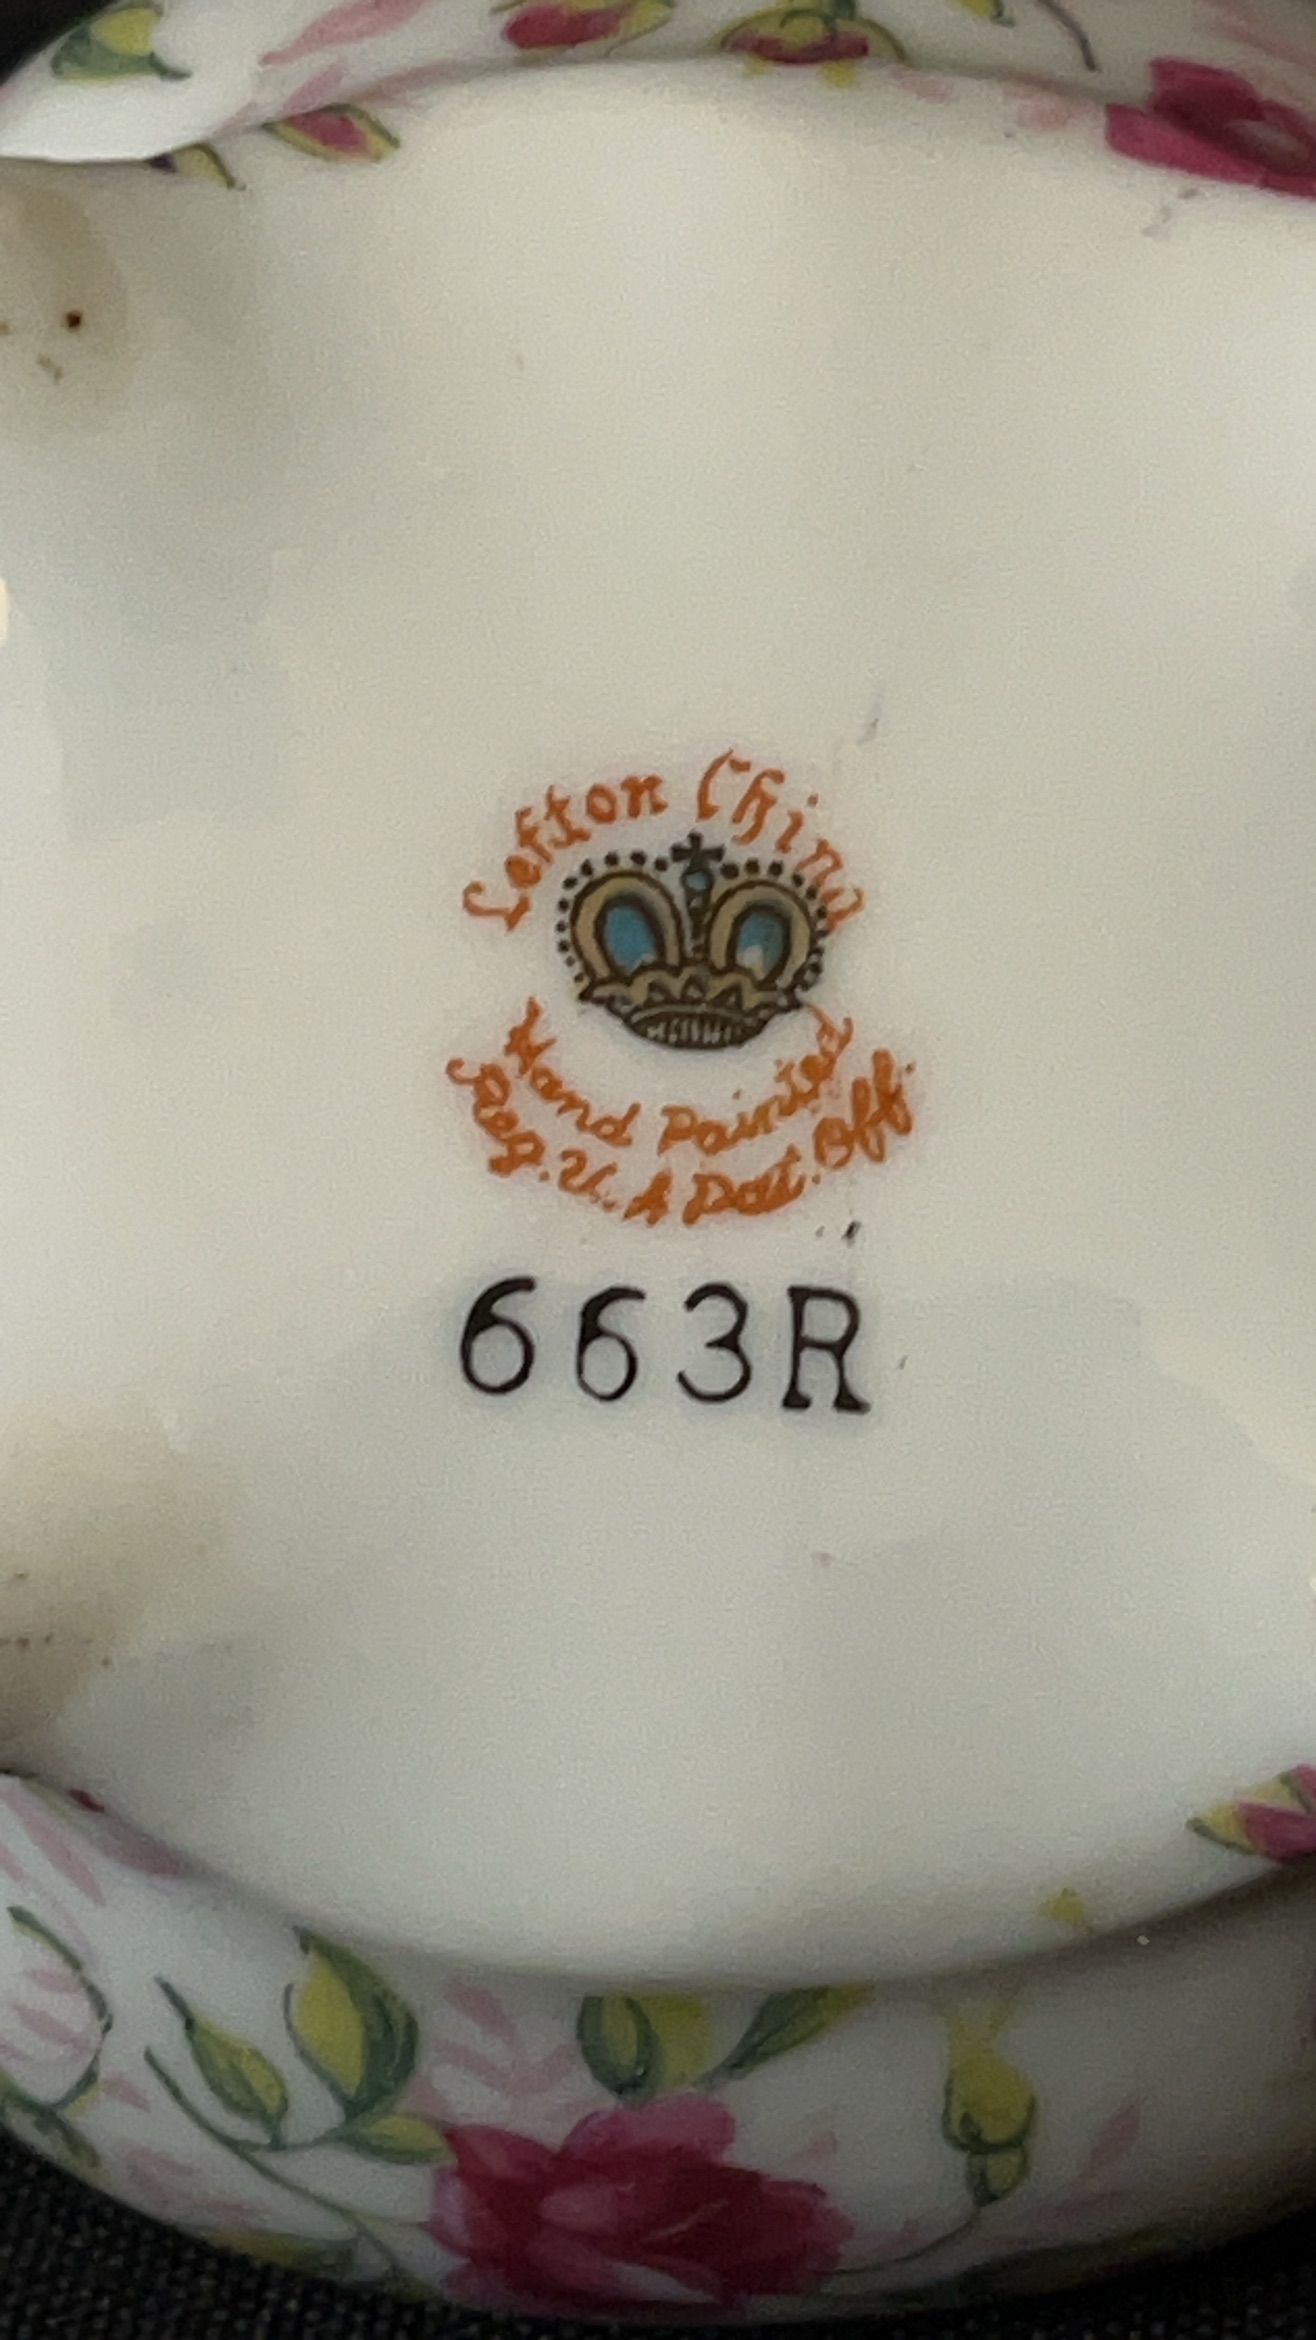 Lefton China
Hand Painted
Reg. U.S. Pat. Off.
663R